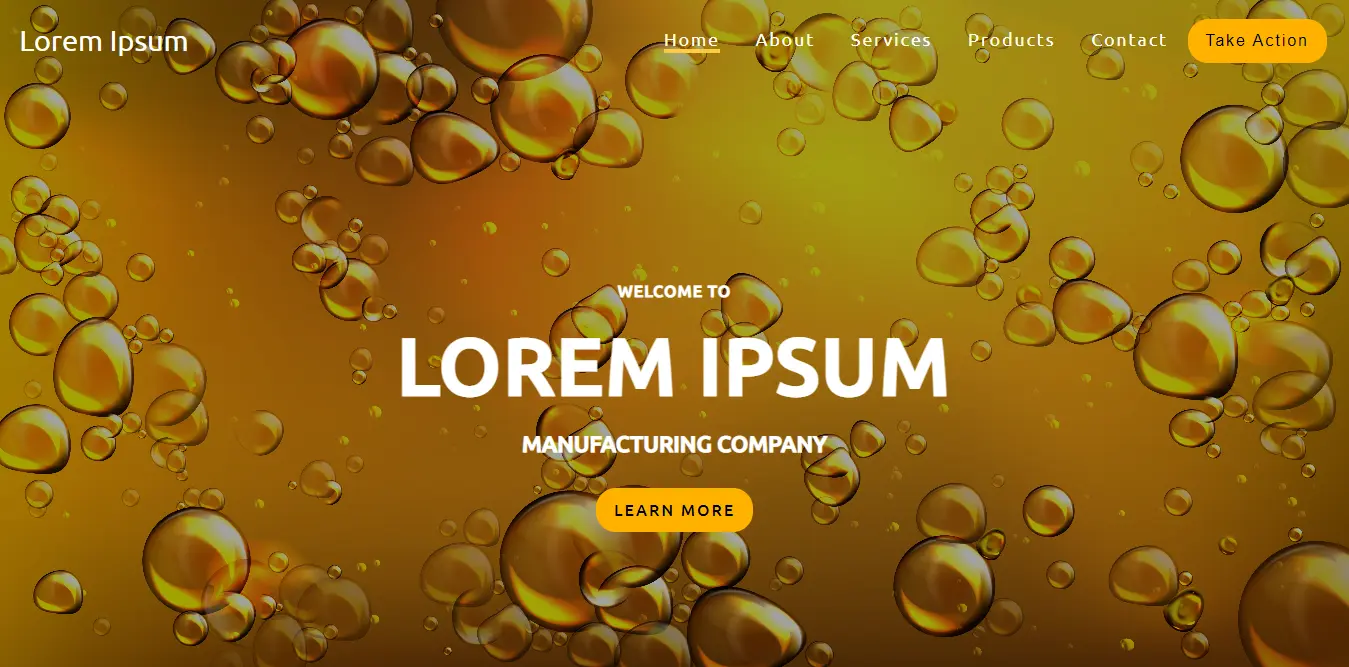 Lorem Ipsum
Home About Services Products Contact Take Action
WELCOME TO
LOREM IPSUM
MANUFACTURING COMPANY
LEARN MORE